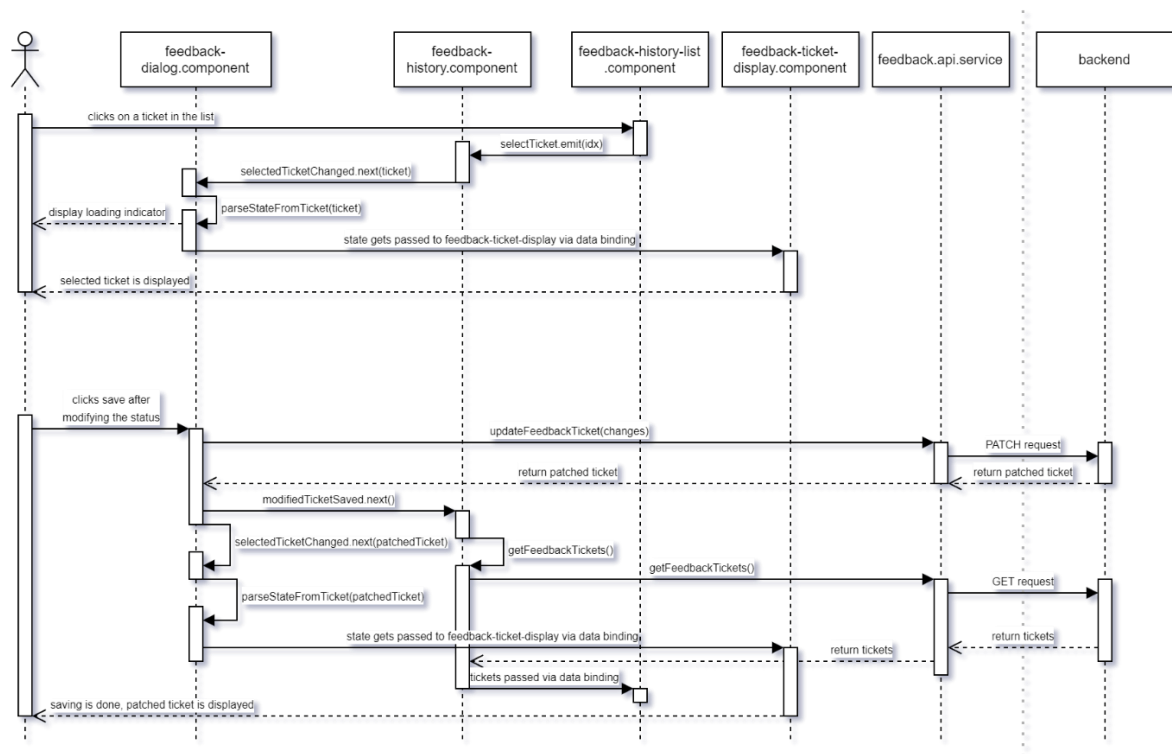 feedback-
dialog.component
feedback-
history.component
feedback-history-list
.component
feedback-ticket-
display.component
feedback.api.service
backend
clicks on a ticket in the list
selectTicket.emit(idx)
selectedTicketChanged.next(ticket)
parseStateFromTicket(ticket)
display loading indicator
state gets passed to feedback-ticket-display via data binding
selected ticket is displayed
clicks save after
modifying the status
updateFeedbackTicket(changes)
PATCH request
return patched ticket
return patched ticket
modifiedTicketSaved.next()
selectedTicketChanged.next(patchedTicket)
getFeedbackTickets()
getFeedbackTickets()
GET request
parseStateFromTicket(patchedTicket)
state gets passed to feedback-ticket-display via data binding
return tickets
return tickets
tickets passed via data binding
saving is done, patched ticket is displayed